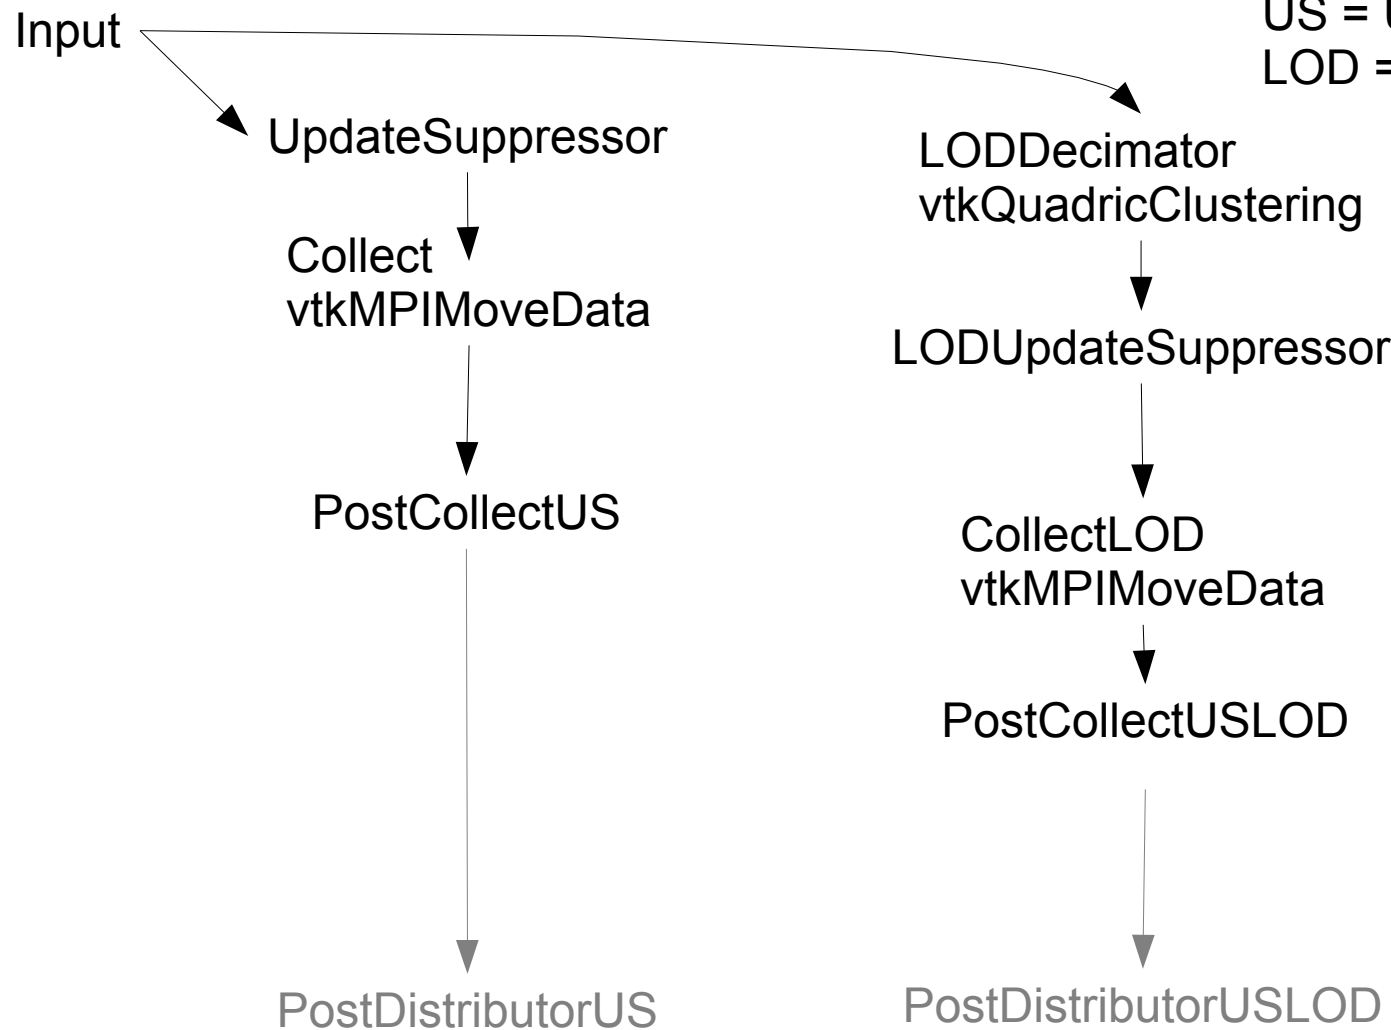 Input
US =
LOD =
UpdateSuppressor
Collect
vtkMPIMoveData
PostCollectUS
PostDistributorUS
LODDecimator
vtkQuadricClustering
LODUpdateSuppressor
CollectLOD
vtkMPIMoveData
PostCollectUSLOD
PostDistributorUSLOD